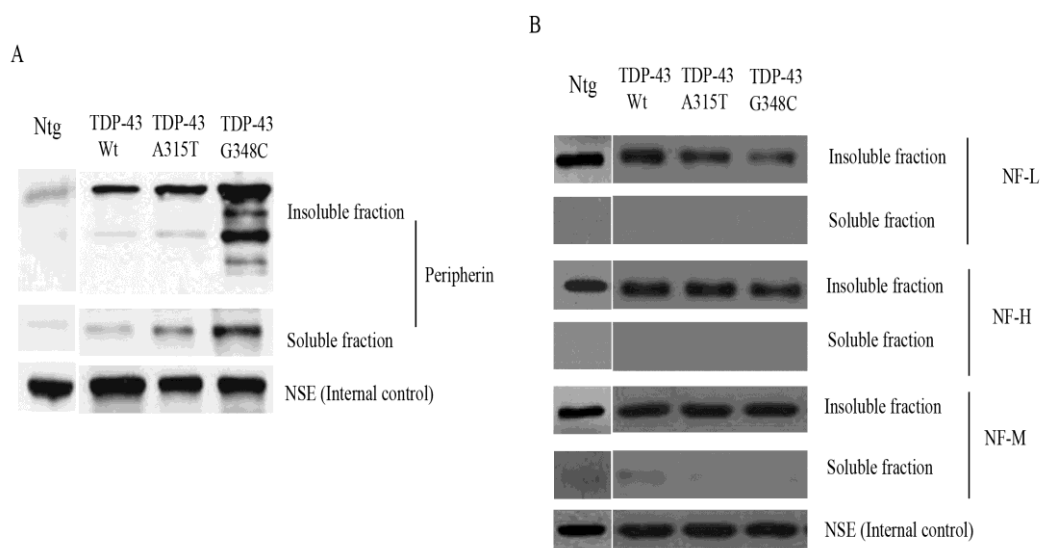 A
Ntg
TDP-43
Wt
TDP-43
A315T
TDP-43
G348C
Insoluble fraction
Peripherin
Soluble fraction
NSE (Internal control)
B
Ntg
TDP-43
Wt
TDP-43
A315T
TDP-43
G348C
Insoluble fraction
NF-L
Soluble fraction
Insoluble fraction
NF-H
Soluble fraction
Insoluble fraction
NF-M
Soluble fraction
NSE (Internal control)